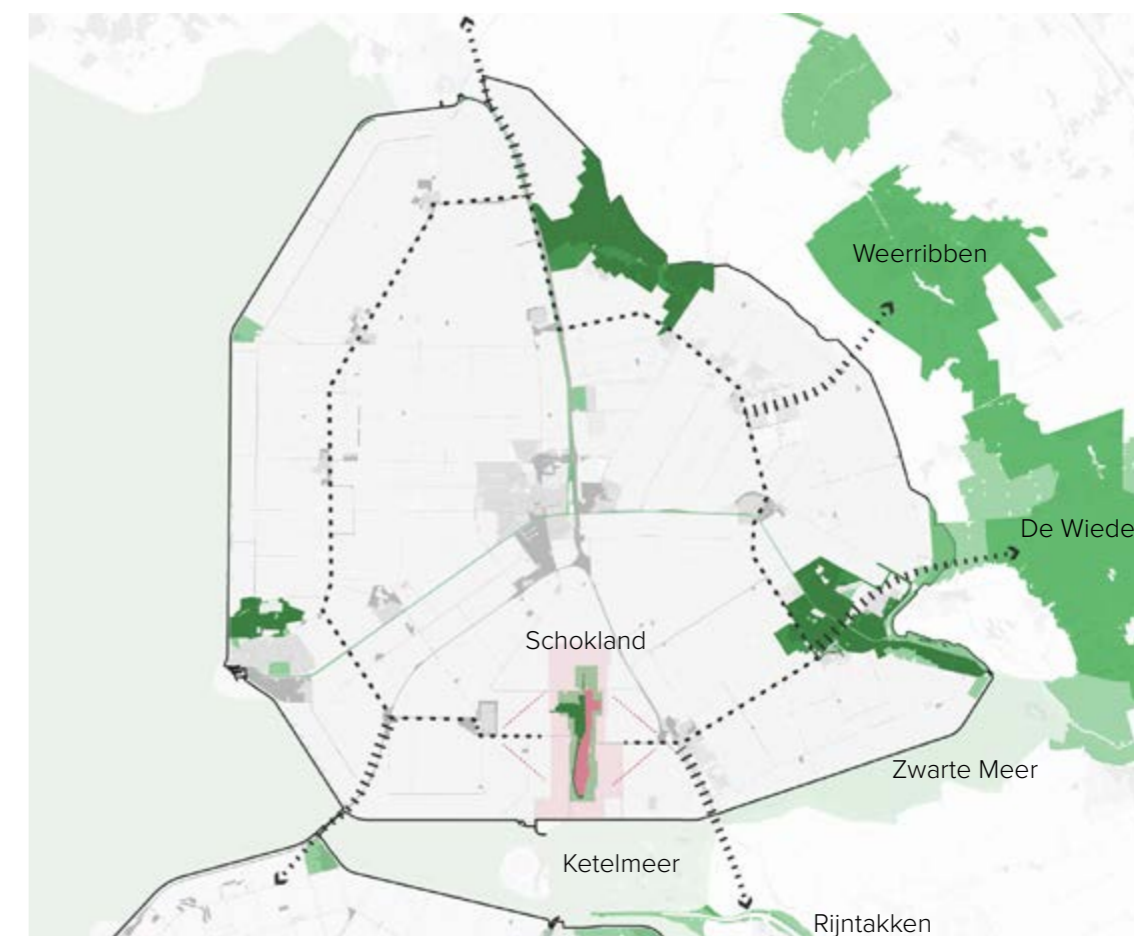 Weerribben
De Wiede
Schokland
Zwarte Meer
Ketelmeer
Rijntakken